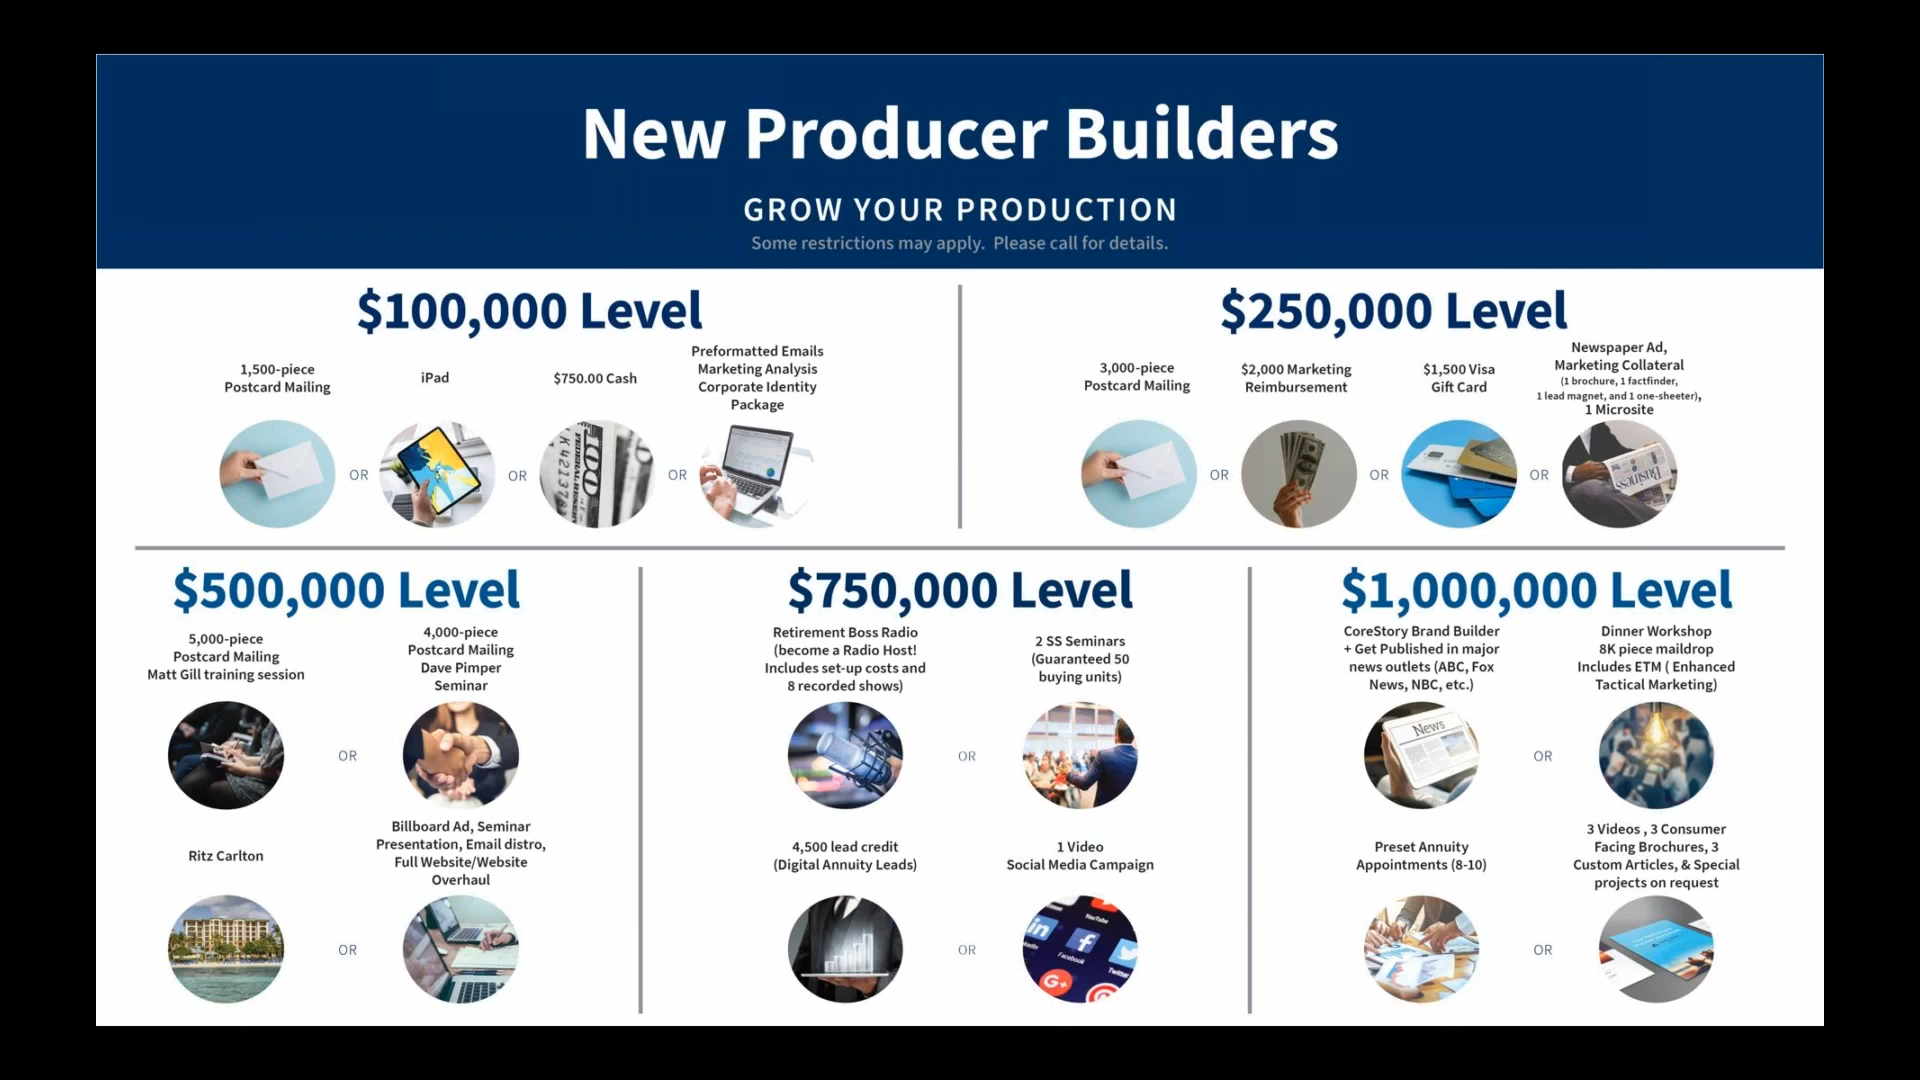 New Producer Builders
GROW YOUR PRODUCTION
Some restrictions may apply.  Please call for details.
$100,000 Level
1,500-piece
Postcard Mailing
iPad
$750.00 Cash
Preformatted Emails
Marketing Analysis
Corporate Identity
Package
OR
OR
OR
$250,000 Level
3,000-piece
Postcard Mailing
$2,000 Marketing
Reimbursement
$1,500 Visa
Gift Card
Newspaper Ad,
Marketing Collateral
(1 brochure, 1 factfinder,
1 lead magnet, and 1 one-sheeter),
1 Microsite
OR
OR
OR
Business
$500,000 Level
5,000-piece
Postcard Mailing
Matt Gill training session
4,000-piece
Postcard Mailing
Dave Pimper
Seminar
OR
Ritz Carlton
Billboard Ad, Seminar
Presentation, Email distro,
Full Website/Website
Overhaul
OR
$750,000 Level
Retirement Boss Radio
(become a Radio Host!
Includes set-up costs and
8 recorded shows)
2 SS Seminars
(Guaranteed 50
buying units)
OR
4,500 lead credit
(Digital Annuity Leads)
1 Video
Social Media Campaign
OR
YouTube
in
Facebook
Twitter
G+
$1,000,000 Level
CoreStory Brand Builder
+ Get Published in major
news outlets (ABC, Fox
News, NBC, etc.)
Dinner Workshop
8K piece maildrop
Includes ETM ( Enhanced
Tactical Marketing)
News
OR
Preset Annuity
Appointments (8-10)
3 Videos , 3 Consumer
Facing Brochures, 3
Custom Articles, & Special
projects on request
OR